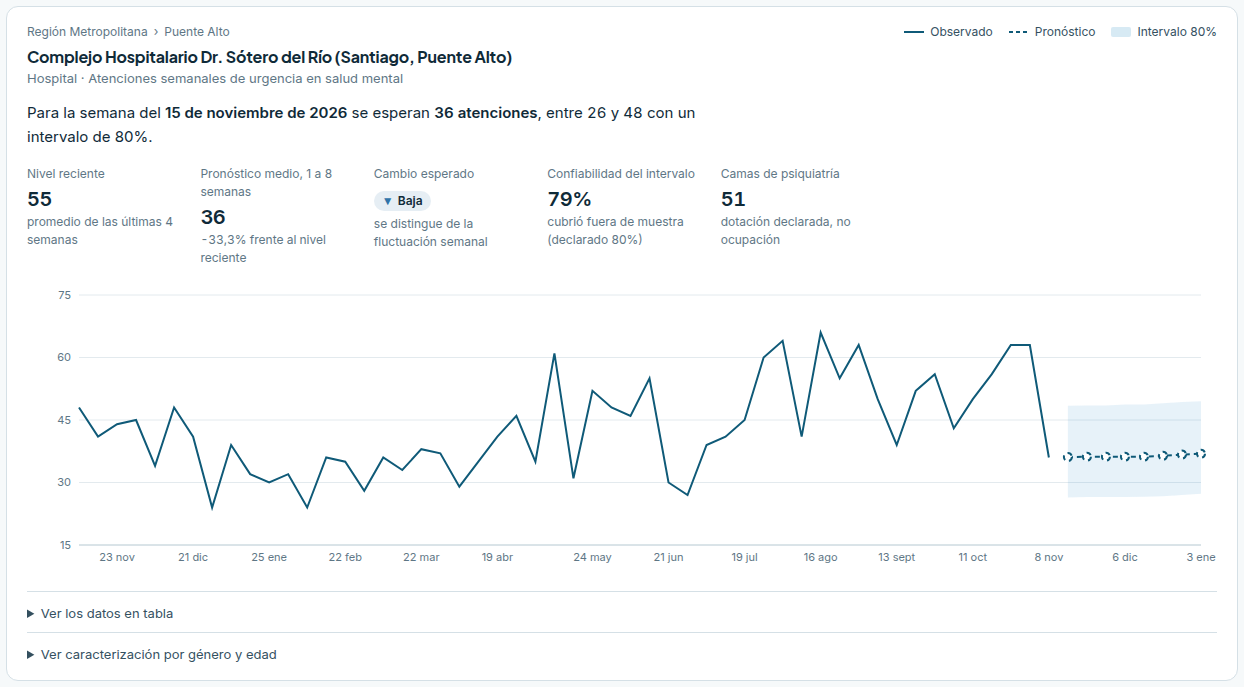 Región Metropolitana › Puente Alto
Observado
Pronóstico
Intervalo 80%
Complejo Hospitalario Dr. Sótero del Río (Santiago, Puente Alto)
Hospital · Atenciones semanales de urgencia en salud mental
Para la semana del 15 de noviembre de 2026 se esperan 36 atenciones, entre 26 y 48 con un
intervalo de 80%.
Nivel reciente
55
promedio de las últimas 4
semanas
Pronóstico medio, 1 a 8
semanas
36
-33,3% frente al nivel
reciente
Cambio esperado
▼ Baja
se distingue de la
fluctuación semanal
Confiabilidad del intervalo
79%
cubrió fuera de muestra
(declarado 80%)
Camas de psiquiatría
51
dotación declarada, no
ocupación
75
60
45
30
15
23 nov
21 dic
25 ene
22 feb
22 mar
19 abr
24 may
21 jun
19 jul
16 ago
13 sept
11 oct
8 nov
6 dic
3 ene
▶ Ver los datos en tabla
▶ Ver caracterización por género y edad